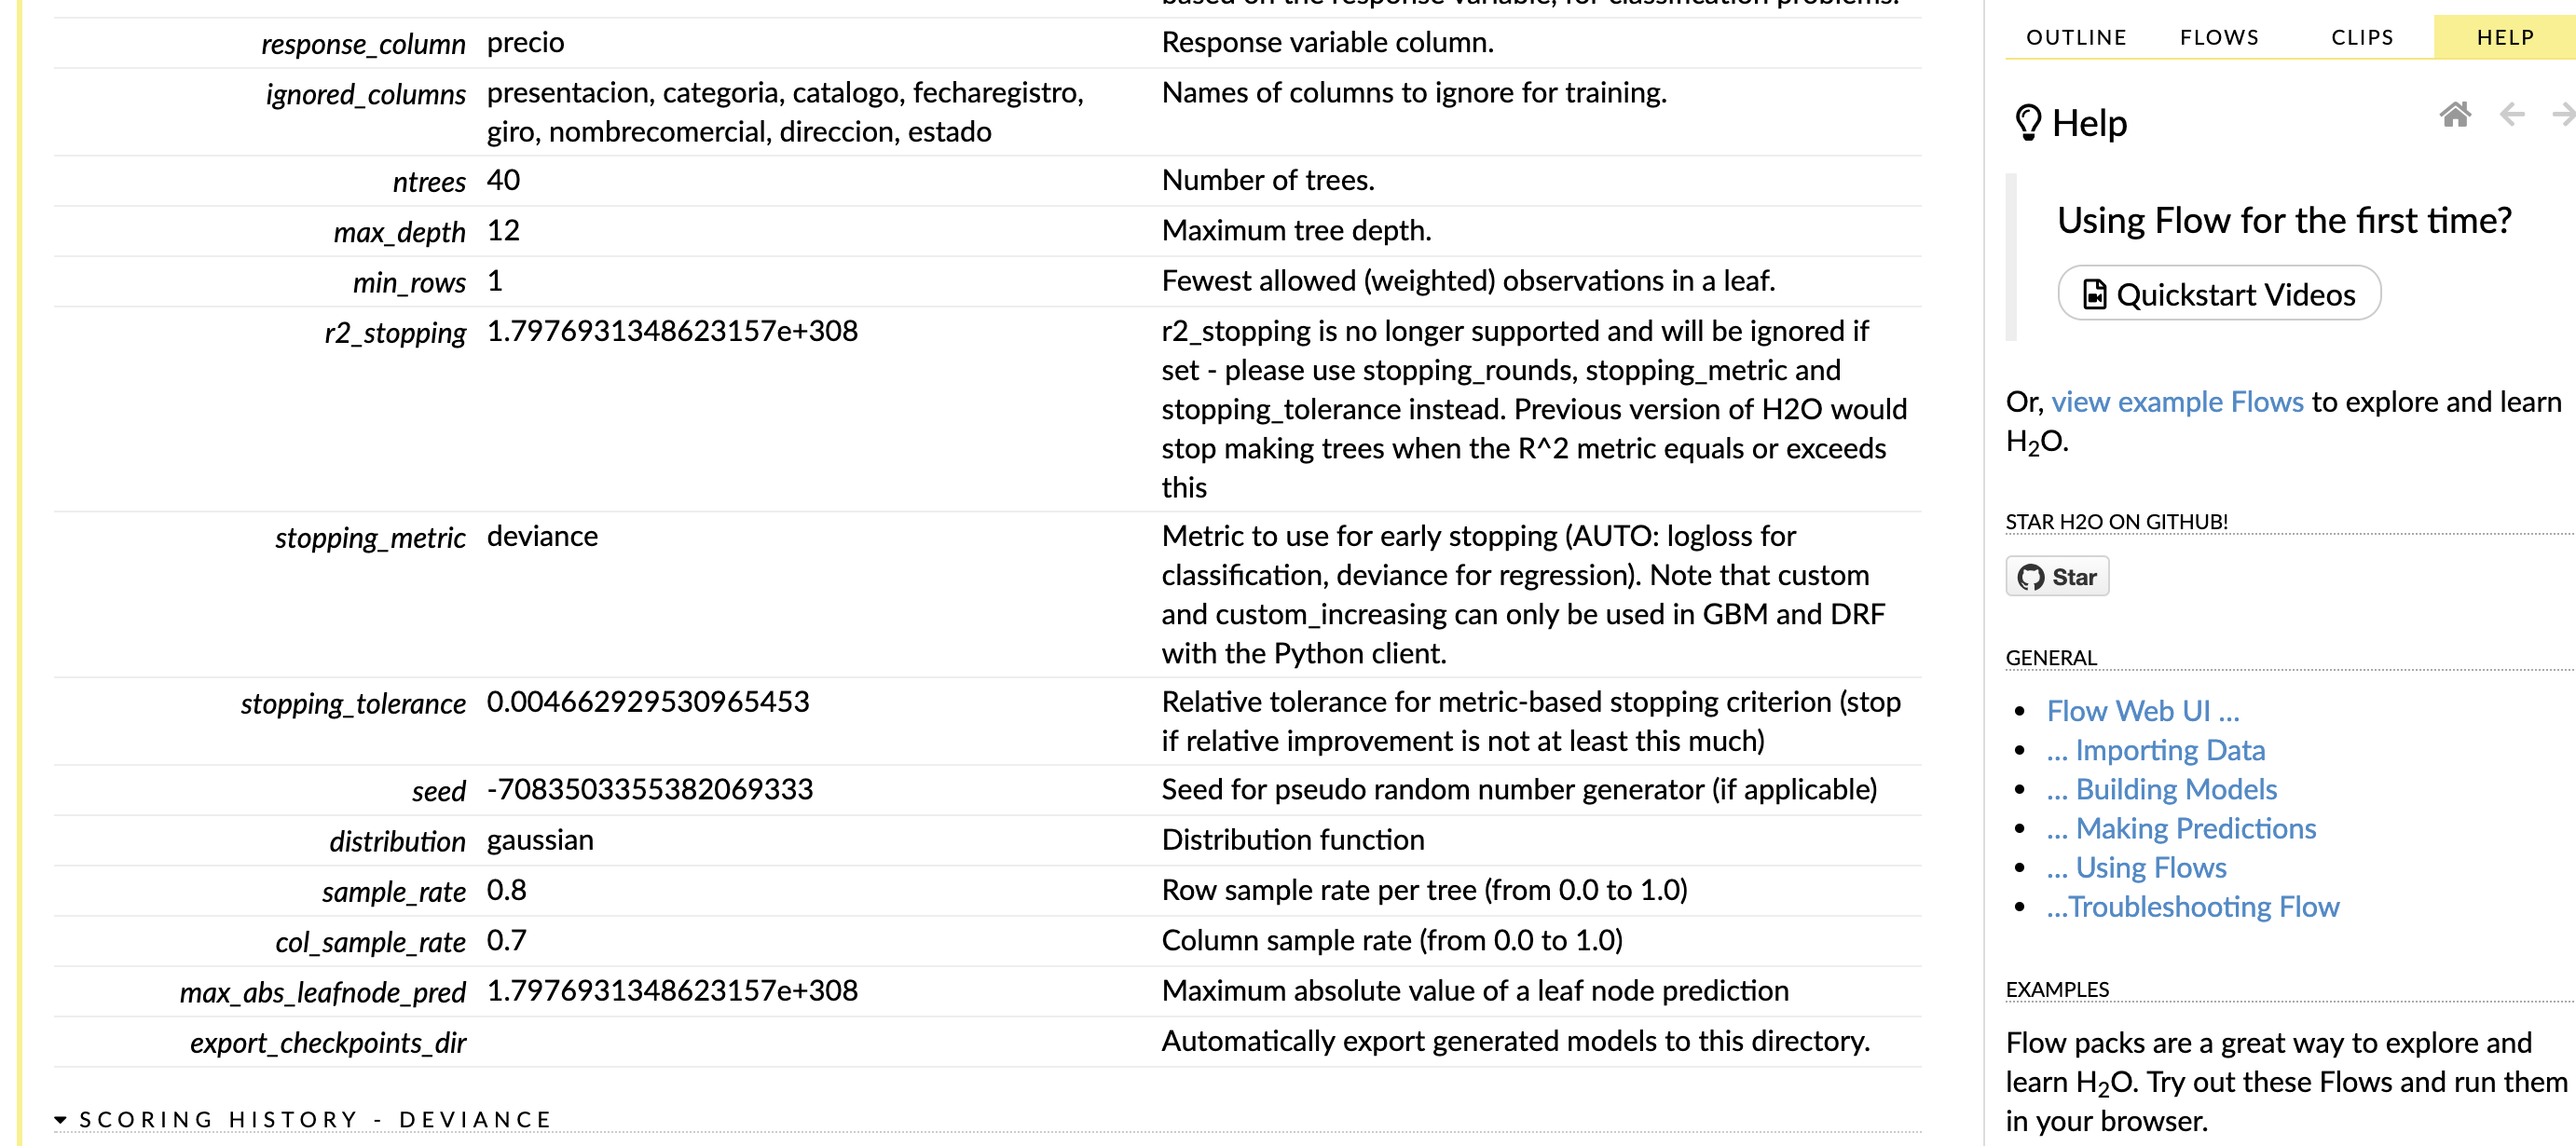 based on the response variable, for classification problems.
response_column precio Response variable column.
ignored_columns presentacion, categoria, catalogo, fecharegistro, Names of columns to ignore for training.
giro, nombrecomercial, direccion, estado
ntrees 40 Number of trees.
max_depth 12 Maximum tree depth.
min_rows 1 Fewest allowed (weighted) observations in a leaf.
r2_stopping 1.7976931348623157e+308 r2_stopping is no longer supported and will be ignored if
set - please use stopping_rounds, stopping_metric and
stopping_tolerance instead. Previous version of H2O would
stop making trees when the R^2 metric equals or exceeds
this
stopping_metric deviance Metric to use for early stopping (AUTO: logloss for
classification, deviance for regression). Note that custom
and custom_increasing can only be used in GBM and DRF
with the Python client.
stopping_tolerance 0.004662929530965453 Relative tolerance for metric-based stopping criterion (stop
if relative improvement is not at least this much)
seed -7083503355382069333 Seed for pseudo random number generator (if applicable)
distribution gaussian Distribution function
sample_rate 0.8 Row sample rate per tree (from 0.0 to 1.0)
col_sample_rate 0.7 Column sample rate (from 0.0 to 1.0)
max_abs_leafnode_pred 1.7976931348623157e+308 Maximum absolute value of a leaf node prediction
export_checkpoints_dir Automatically export generated models to this directory.
SCORING HISTORY - DEVIANCE
OUTLINE FLOWS CLIPS HELP
Help
Using Flow for the first time?
Quickstart Videos
Or, view example Flows to explore and learn
H₂O.
STAR H2O ON GITHUB!
Star
GENERAL
• Flow Web UI ...
• ... Importing Data
• ... Building Models
• ... Making Predictions
• ... Using Flows
• ...Troubleshooting Flow
EXAMPLES
Flow packs are a great way to explore and
learn H₂O. Try out these Flows and run them
in your browser.